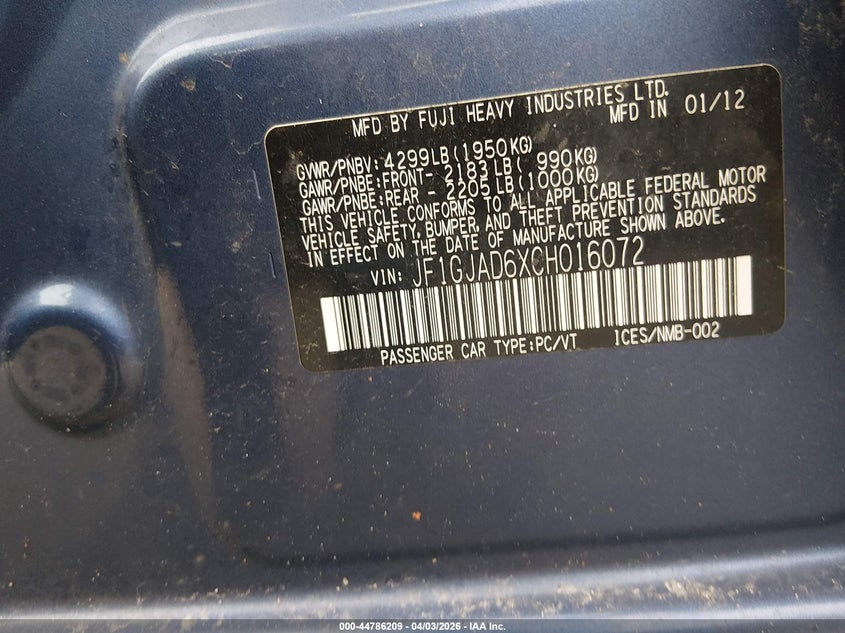 MFD BY FUJI HEAVY INDUSTRIES LTD.
MFD IN 01/12
GVWR/PNBV: 4299LB(1950KG)
GAWR/PNBE:FRONT- 2183LB( 990KG)
GAWR/PNBE:REAR - 2205LB(1000KG)
THIS VEHICLE CONFORMS TO ALL APPLICABLE FEDERAL MOTOR
VEHICLE SAFETY, BUMPER, AND THEFT PREVENTION STANDARDS
IN EFFECT ON THE DATE OF MANUFACTURE SHOWN ABOVE.
VIN: JF1GJAD6XCH016072
PASSENGER CAR TYPE:PC/VT ICES/NMB-002
000-44786209 - 04/03/2026 - IAA Inc.